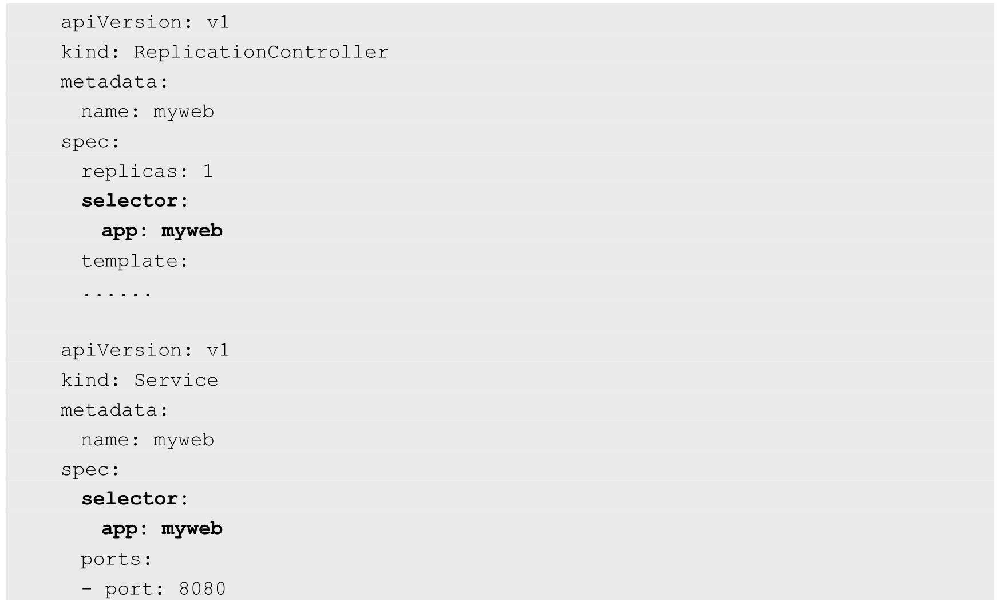 apiVersion: v1
kind: ReplicationController
metadata:
  name: myweb
spec:
  replicas: 1
  selector:
    app: myweb
  template:
  ......

apiVersion: v1
kind: Service
metadata:
  name: myweb
spec:
  selector:
    app: myweb
  ports:
  - port: 8080